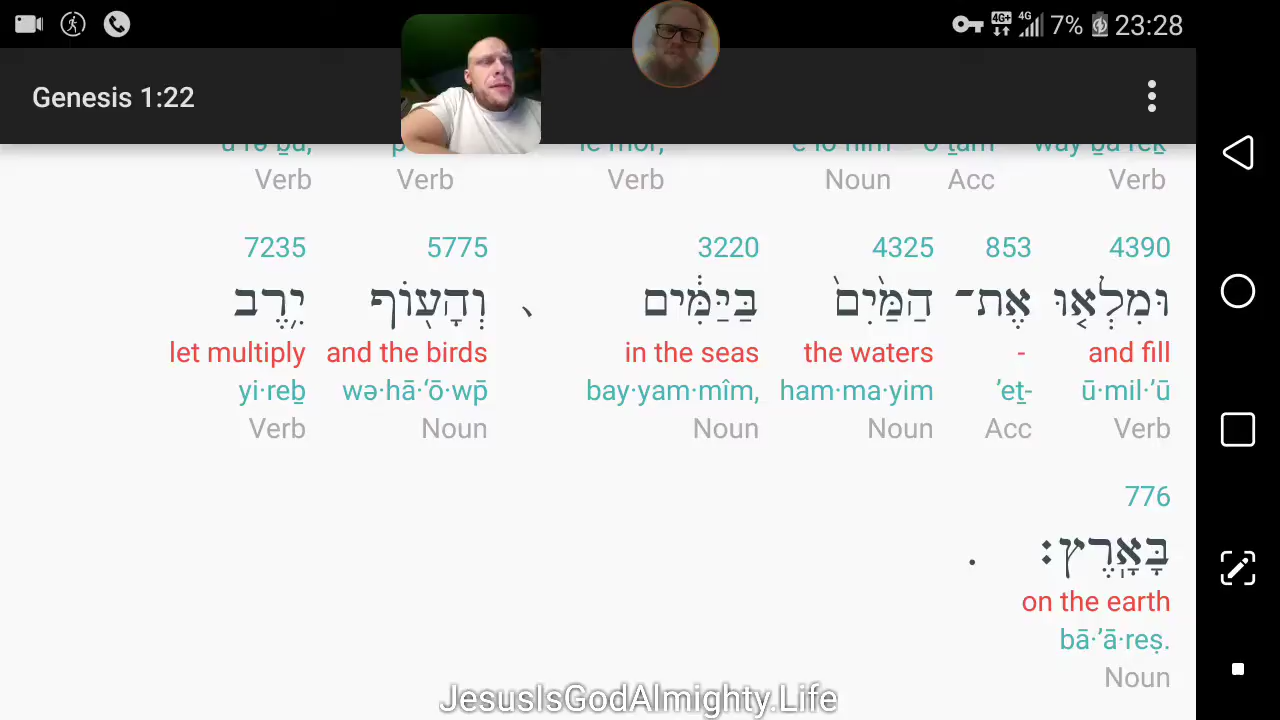 7% 23:28
4G+ 4G
Genesis 1:22
Verb Noun Acc Verb Verb Verb
4390 853 4325 3220 5775 7235
וּמִלְא֤וּ אֶת־ הַמַּ֙יִם֙ בַּיַּמִּ֔ים 、 וְהָע֖וֹף יִ֥רֶב
and fill - the waters in the seas and the birds let multiply
ū·mil·’ū ’eṯ- ham·ma·yim bay·yam·mîm, wə·hā·‘ō·wp̄ yi·reḇ
Verb Acc Noun Noun Noun Verb
776
בָּאָֽרֶץ׃ .
on the earth
bā·’ā·reṣ.
Noun
JesusIsGodAlmighty.Life